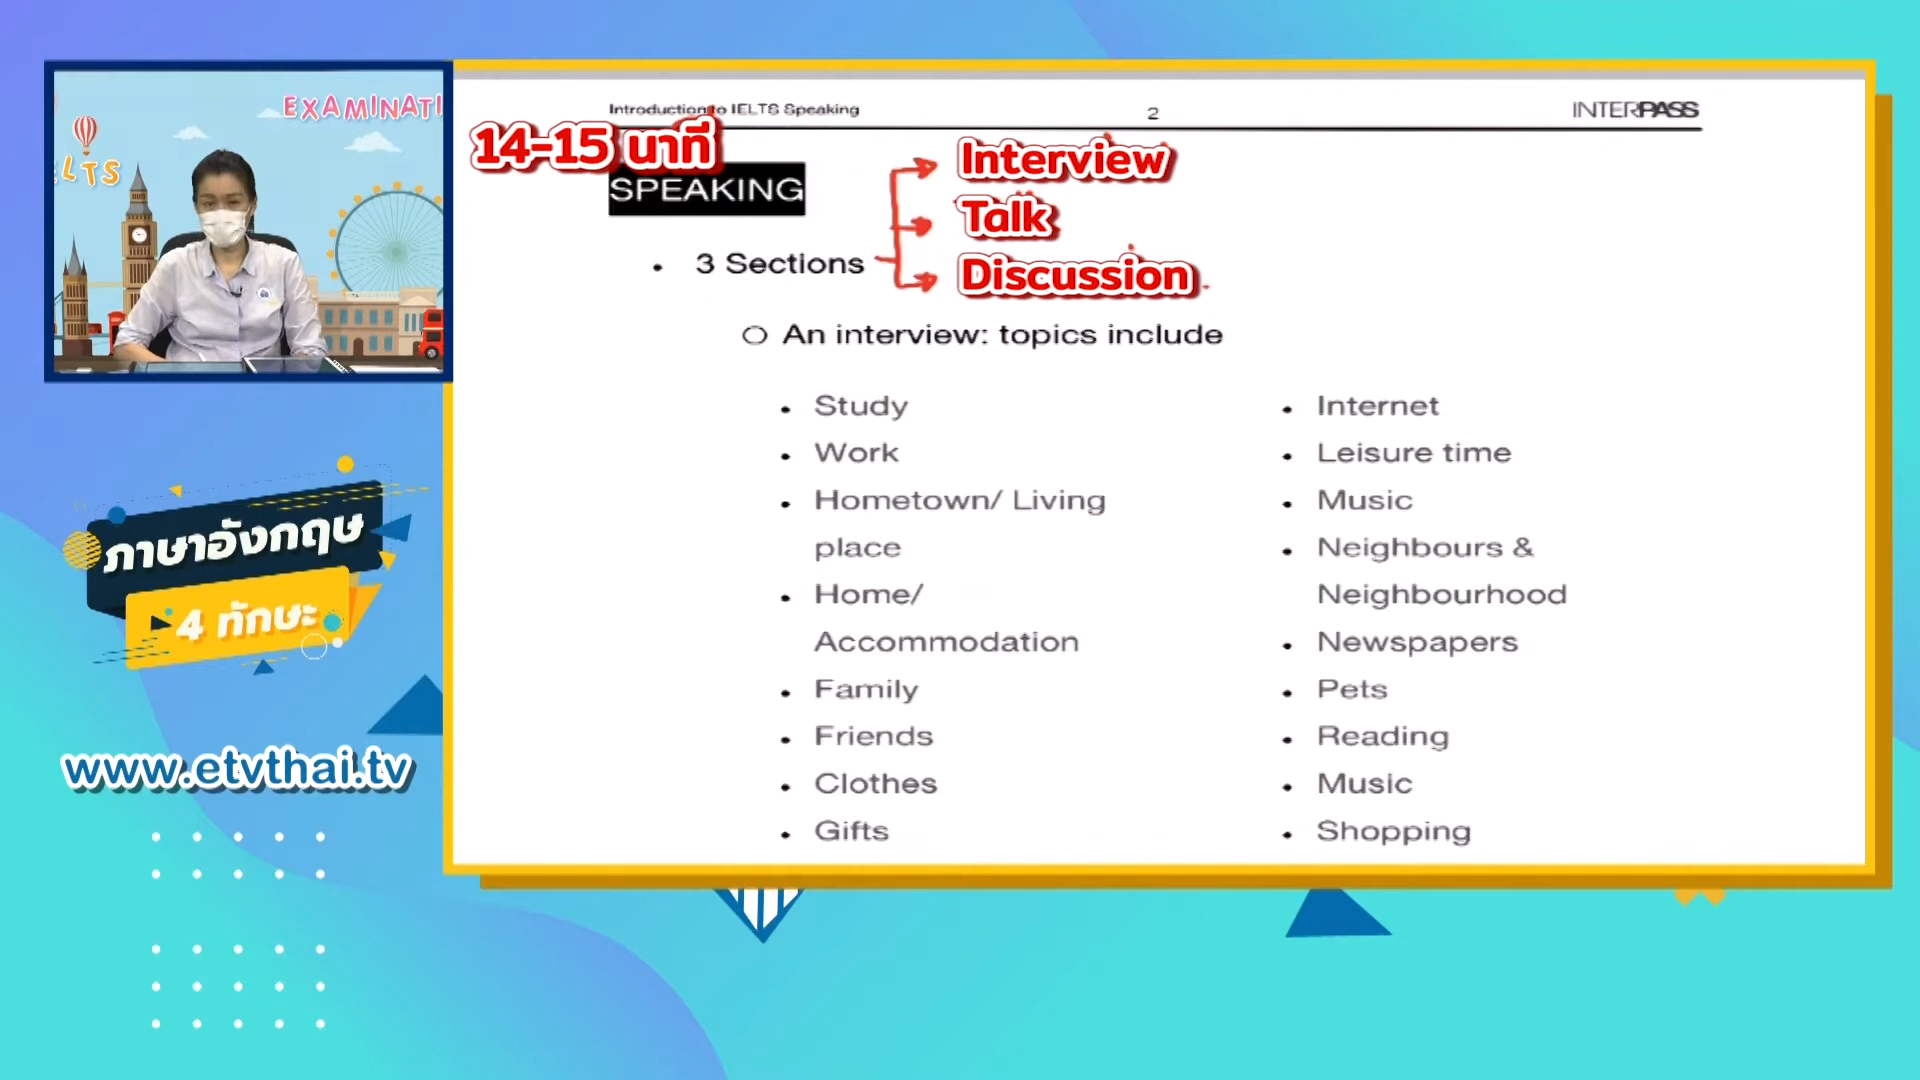 EXAMINATI
LTS
ภาษาอังกฤษ
4 ทักษะ
www.etvthai.tv
Introduction to IELTS Speaking
2
INTERPASS
14-15 นาที
SPEAKING
3 Sections
Interview
Talk
Discussion
An interview: topics include
Study
Work
Hometown/ Living
place
Home/
Accommodation
Family
Friends
Clothes
Gifts
Internet
Leisure time
Music
Neighbours &
Neighbourhood
Newspapers
Pets
Reading
Music
Shopping